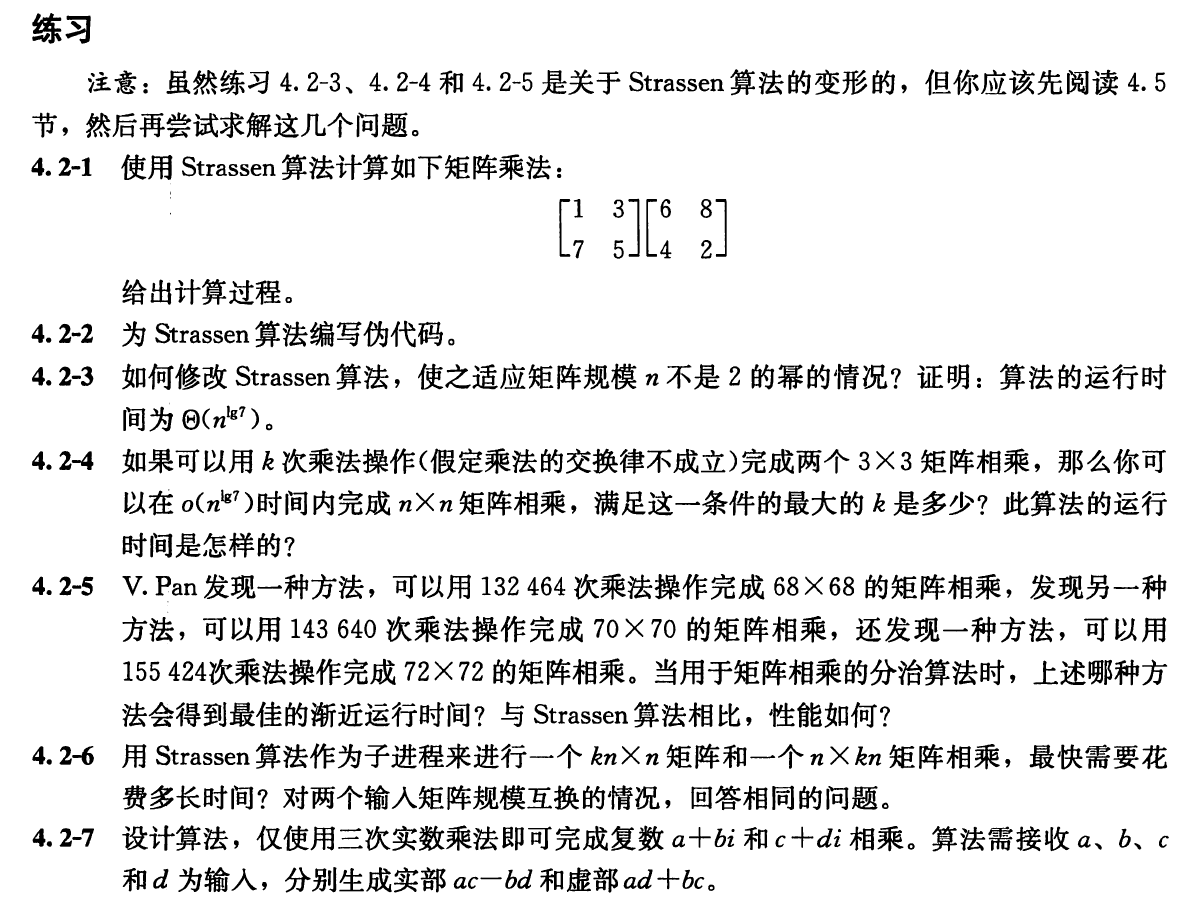 练习
注意：虽然练习 4.2-3、4.2-4 和 4.2-5 是关于 Strassen 算法的变形的，但你应该先阅读 4.5
节，然后再尝试求解这几个问题。
4.2-1 使用 Strassen 算法计算如下矩阵乘法：
[1 3][6 8]
[7 5][4 2]
给出计算过程。
4.2-2 为 Strassen 算法编写伪代码。
4.2-3 如何修改 Strassen 算法，使之适应矩阵规模 n 不是 2 的幂的情况？证明：算法的运行时
间为 Θ(n^lg7)。
4.2-4 如果可以用 k 次乘法操作(假定乘法的交换律不成立)完成两个 3×3 矩阵相乘，那么你可
以在 o(n^lg7)时间内完成 n×n 矩阵相乘，满足这一条件的最大的 k 是多少？此算法的运行
时间是怎样的？
4.2-5 V. Pan 发现一种方法，可以用 132 464 次乘法操作完成 68×68 的矩阵相乘，发现另一种
方法，可以用 143 640 次乘法操作完成 70×70 的矩阵相乘，还发现一种方法，可以用
155 424次乘法操作完成 72×72 的矩阵相乘。当用于矩阵相乘的分治算法时，上述哪种方
法会得到最佳的渐近运行时间？与 Strassen 算法相比，性能如何？
4.2-6 用 Strassen 算法作为子进程来进行一个 kn×n 矩阵和一个 n×kn 矩阵相乘，最快需要花
费多长时间？对两个输入矩阵规模互换的情况，回答相同的问题。
4.2-7 设计算法，仅使用三次实数乘法即可完成复数 a+bi 和 c+di 相乘。算法需接收 a、b、c
和 d 为输入，分别生成实部 ac−bd 和虚部 ad+bc。